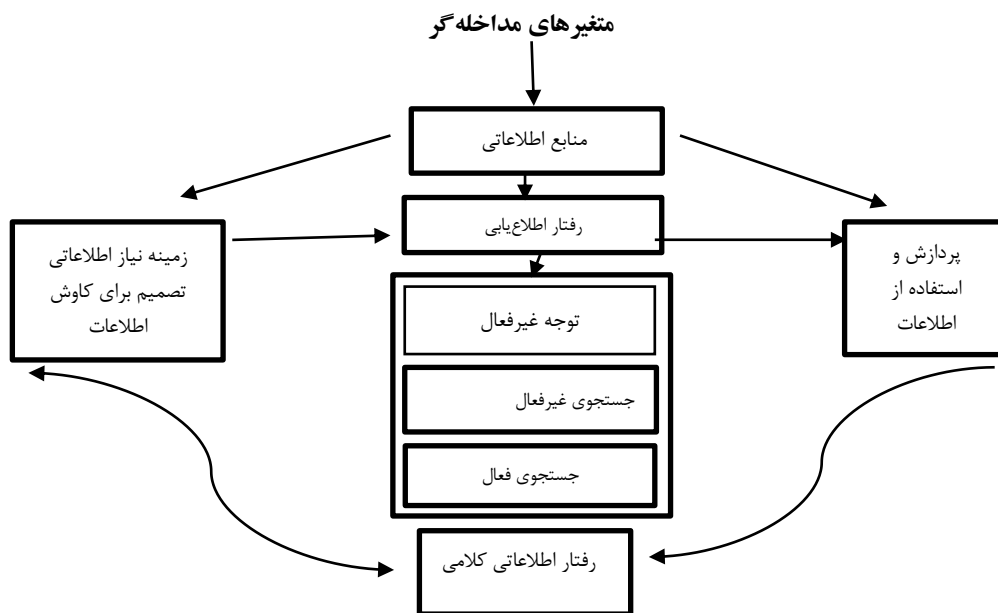 متغیرهای مداخله‌گر
منابع اطلاعاتی
رفتار اطلاع‌یابی
زمینه نیاز اطلاعاتی
تصمیم برای کاوش
اطلاعات
پردازش و
استفاده از
اطلاعات
توجه غیرفعال
جستجوی غیرفعال
جستجوی فعال
رفتار اطلاعاتی کلامی